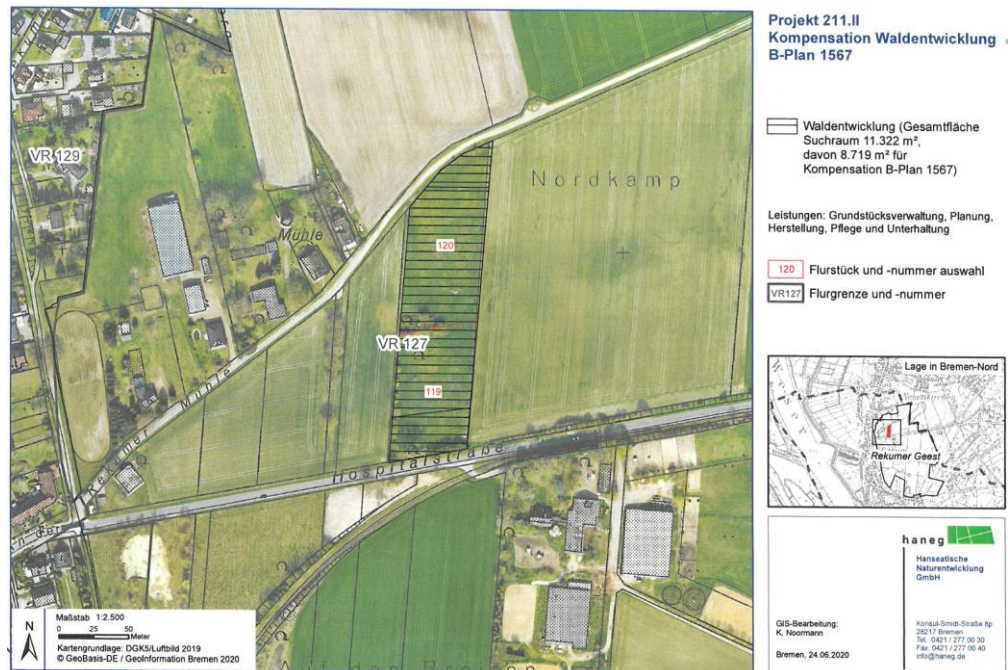 Projekt 211.II
Kompensation Waldentwicklung
B-Plan 1567
Waldentwicklung (Gesamtfläche
Suchraum 11.322 m²,
davon 8.719 m² für
Kompensation B-Plan 1567)
Leistungen: Grundstücksverwaltung, Planung,
Herstellung, Pflege und Unterhaltung
120 Flurstück und -nummer auswahl
VR127 Flurgrenze und -nummer
VR 129
Nordkamp
Mühle
120
VR 127
119
Rekumer Mühle
Hospitalstraße
Lage in Bremen-Nord
Rekumer Geest
haneg
Hanseatische
Naturentwicklung
GmbH
GIS-Bearbeitung:
K. Noormann
Bremen, 24.06.2020
Konsul-Smidt-Straße 8p
28217 Bremen
Tel. 0421 / 277 00 30
Fax. 0421 / 277 00 40
info@haneg.de
N
Maßstab 1:2.500
0 25 50
Meter
Kartengrundlage: DGK5/Luftbild 2019
© GeoBasis-DE / GeoInformation Bremen 2020